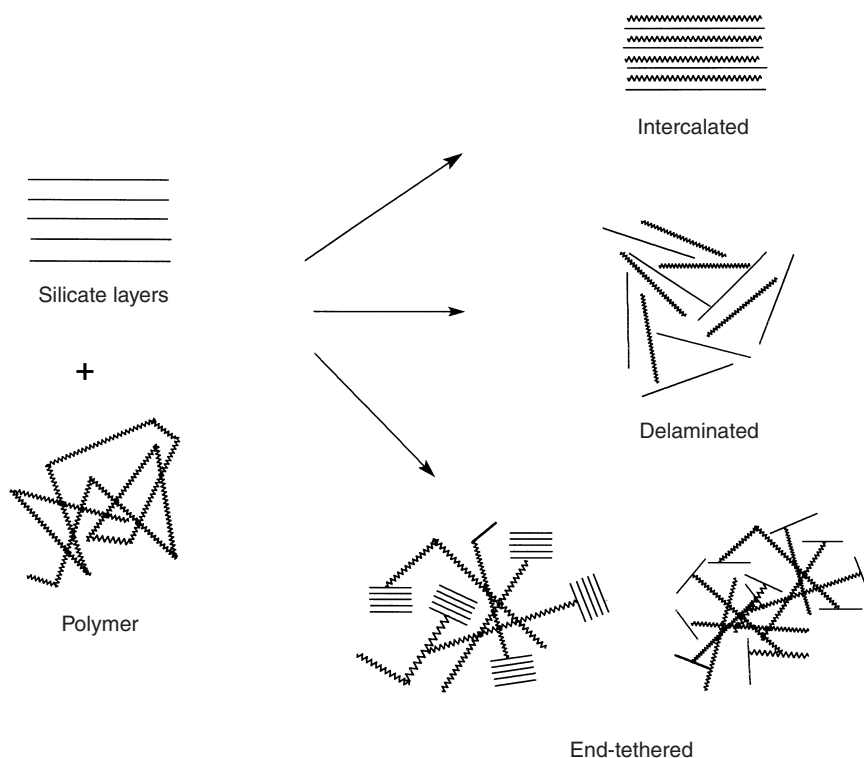 Intercalated
Silicate layers
+
Delaminated
Polymer
End-tethered